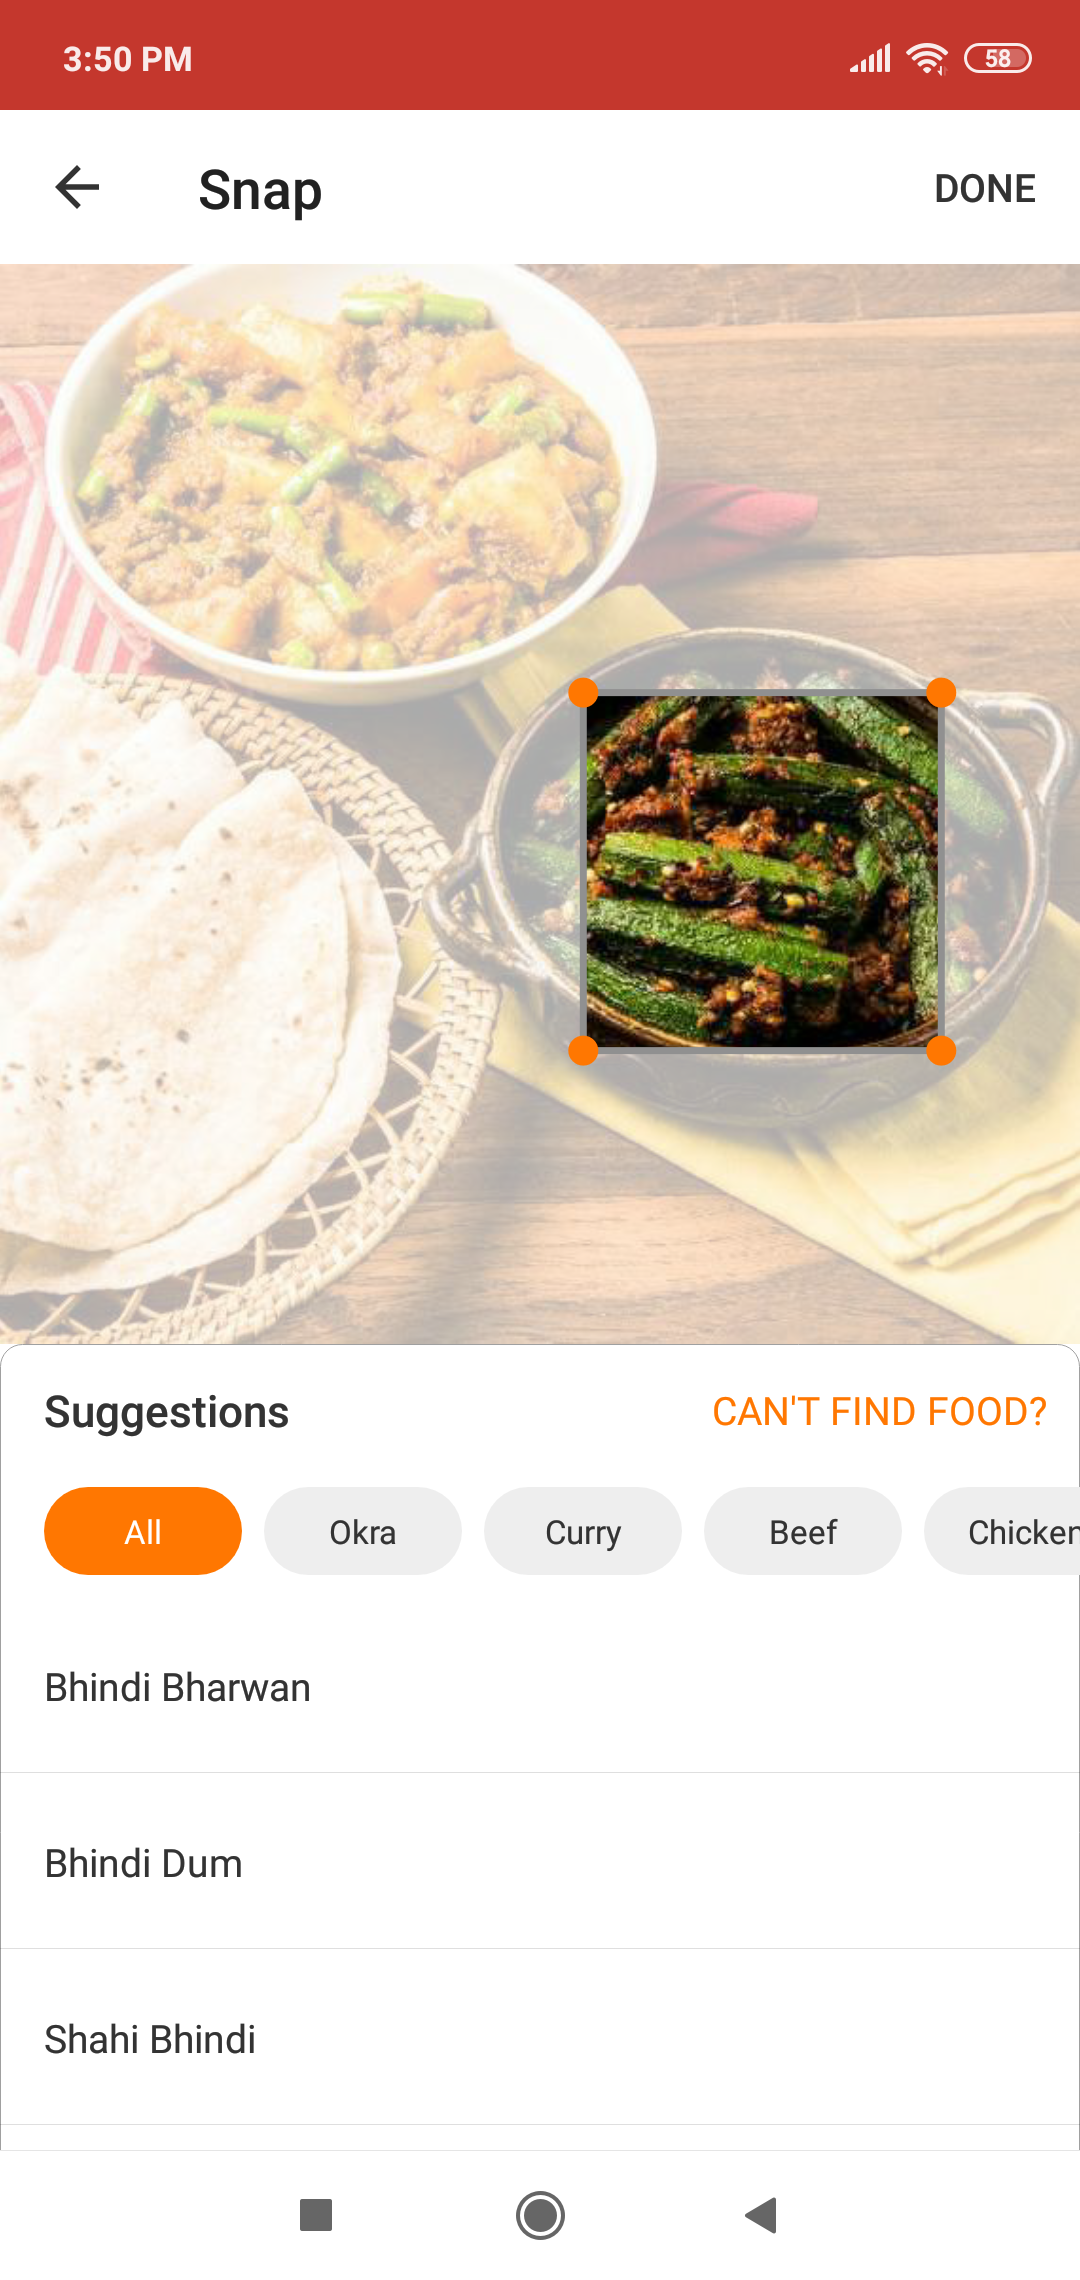 3:50 PM
58
Snap
DONE
Suggestions
CAN'T FIND FOOD?
All
Okra
Curry
Beef
Chicken
Bhindi Bharwan
Bhindi Dum
Shahi Bhindi